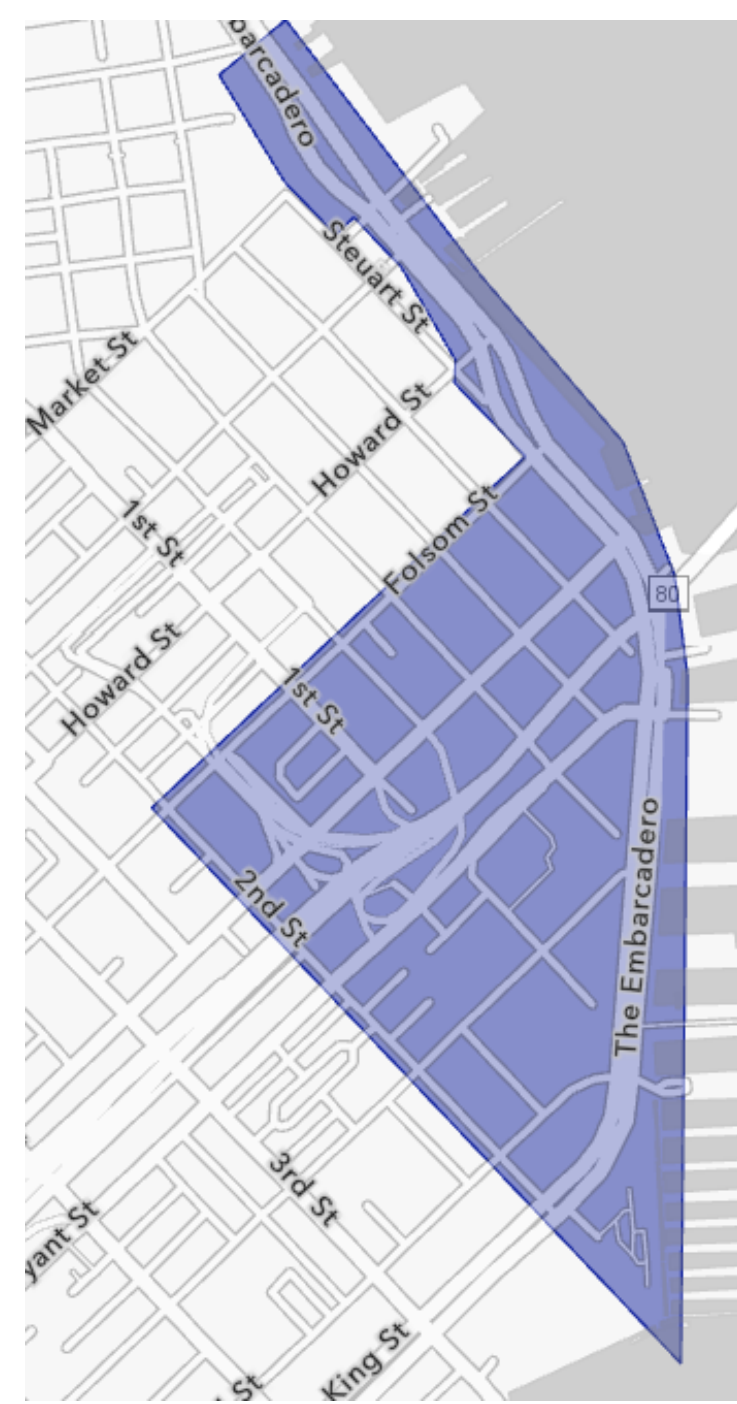 barcadero
Steuart St
Market St
Howard St
Folsom St
1st St
80
Howard St
1st St
The Embarcadero
2nd St
3rd St
yant St
King St
St